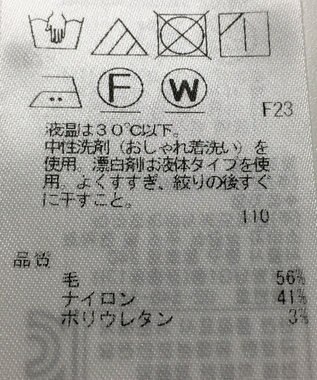 F W
F23
液温は30℃以下。
中性洗剤（おしゃれ着洗い）を
使用。漂白剤は液体タイプを使
用。よくすすぎ、絞りの後すぐ
に干すこと。
110
品質
毛 56%
ナイロン 41%
ポリウレタン 3%